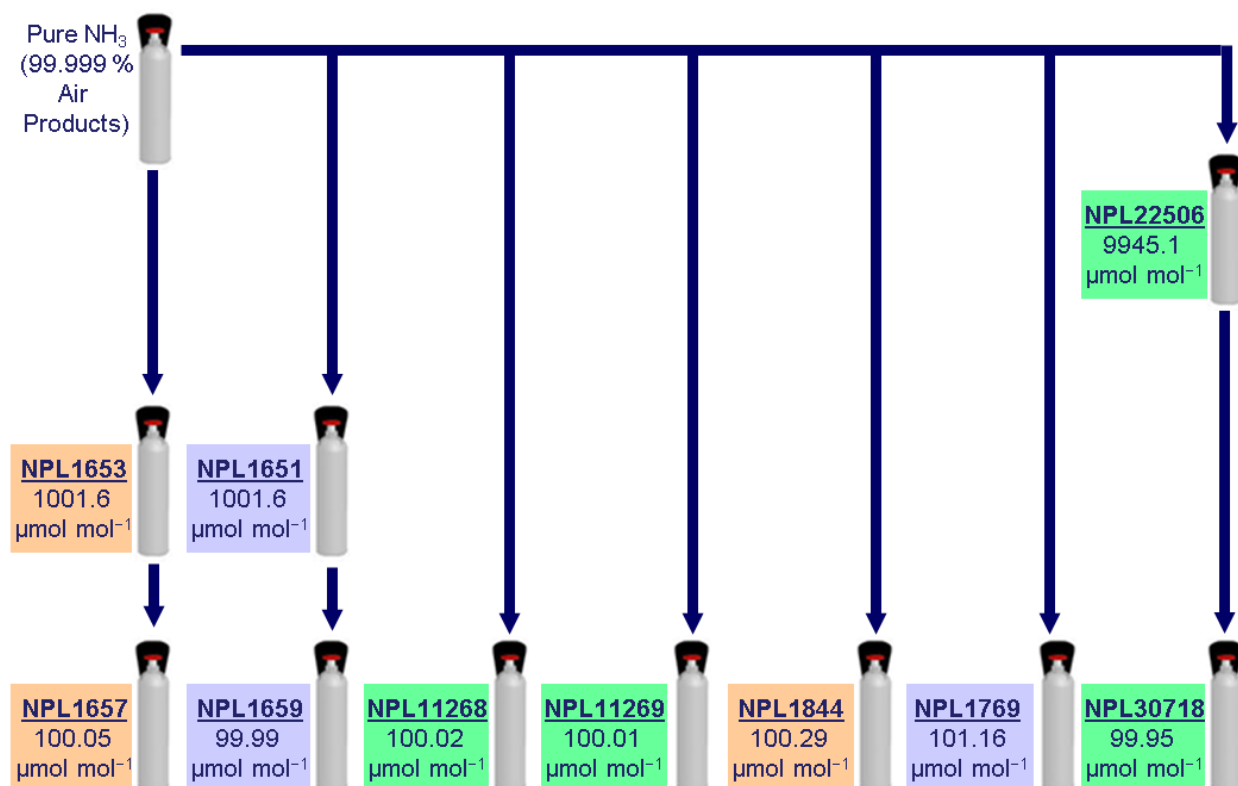 Pure NH₃
(99.999 %
Air
Products)
NPL22506
9945.1
µmol mol⁻¹
NPL1653
1001.6
µmol mol⁻¹
NPL1651
1001.6
µmol mol⁻¹
NPL1657
100.05
µmol mol⁻¹
NPL1659
99.99
µmol mol⁻¹
NPL11268
100.02
µmol mol⁻¹
NPL11269
100.01
µmol mol⁻¹
NPL1844
100.29
µmol mol⁻¹
NPL1769
101.16
µmol mol⁻¹
NPL30718
99.95
µmol mol⁻¹